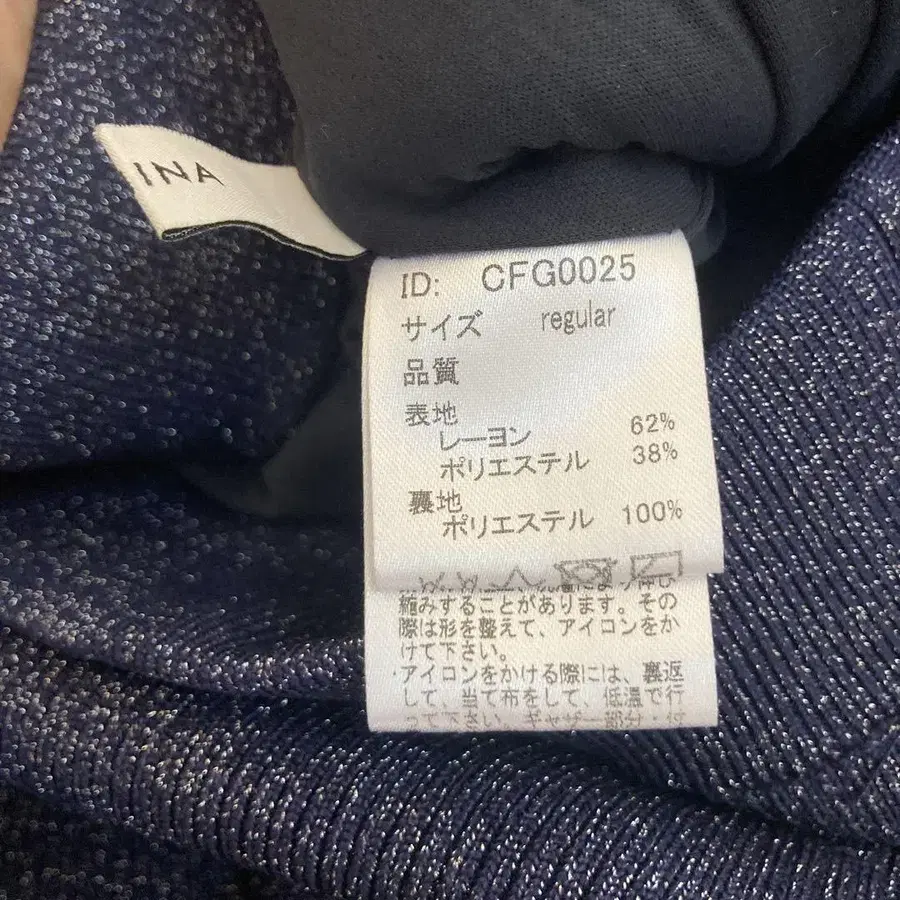 INA
ID: CFG0025
サイズ regular
品質
表地
レーヨン 62%
ポリエステル 38%
裏地
ポリエステル 100%
縮みすることがあります。その
際は形を整えて、アイロンをか
けて下さい。
・アイロンをかける際には、裏返
して、当て布をして、低温で行
って下さい。ギャザー部分・